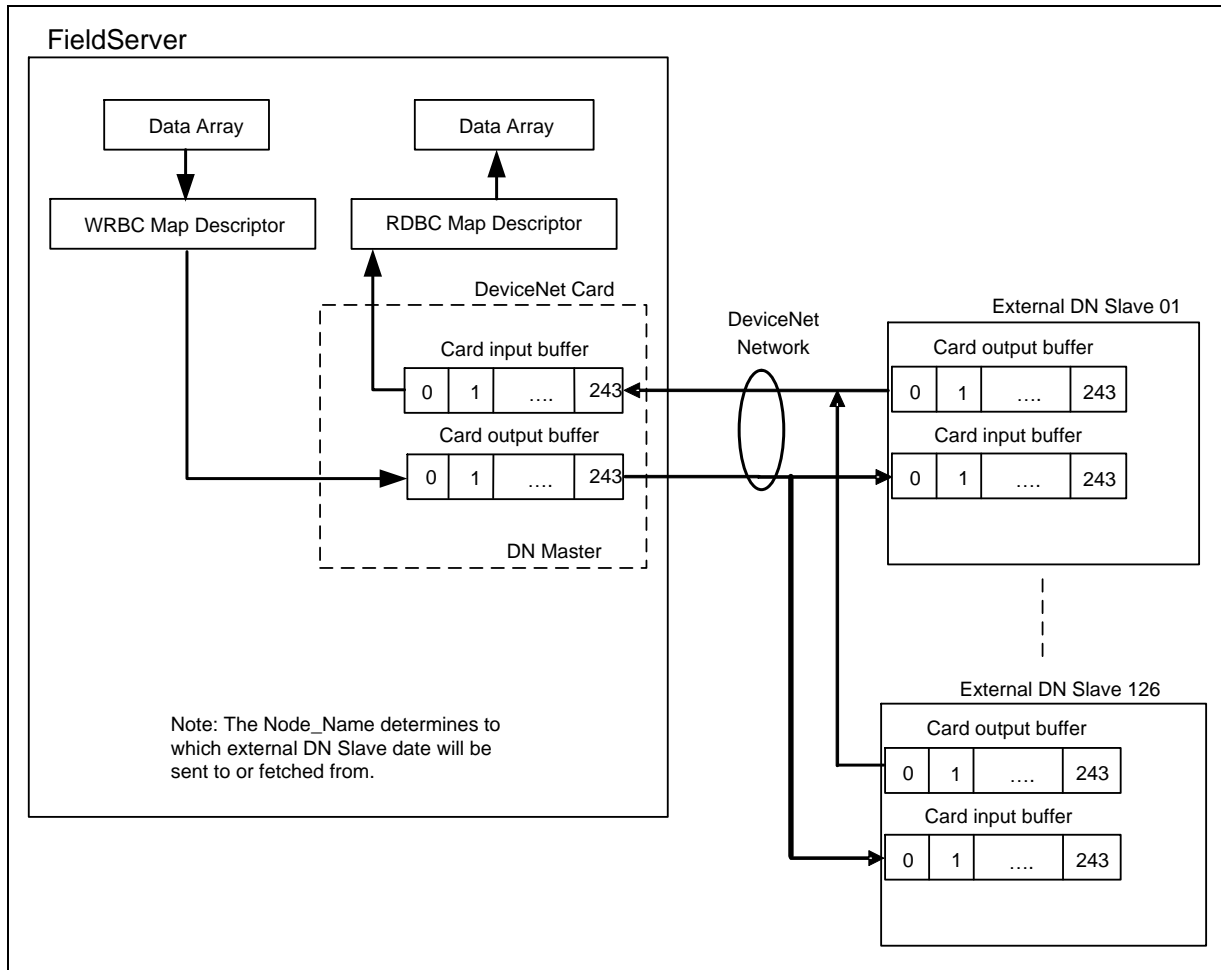 FieldServer
Data Array
Data Array
WRBC Map Descriptor
RDBC Map Descriptor
DeviceNet Card
Card input buffer
0 1 .... 243
Card output buffer
0 1 .... 243
DN Master
Note: The Node_Name determines to
which external DN Slave date will be
sent to or fetched from.
DeviceNet
Network
External DN Slave 01
Card output buffer
0 1 .... 243
Card input buffer
0 1 .... 243
External DN Slave 126
Card output buffer
0 1 .... 243
Card input buffer
0 1 .... 243